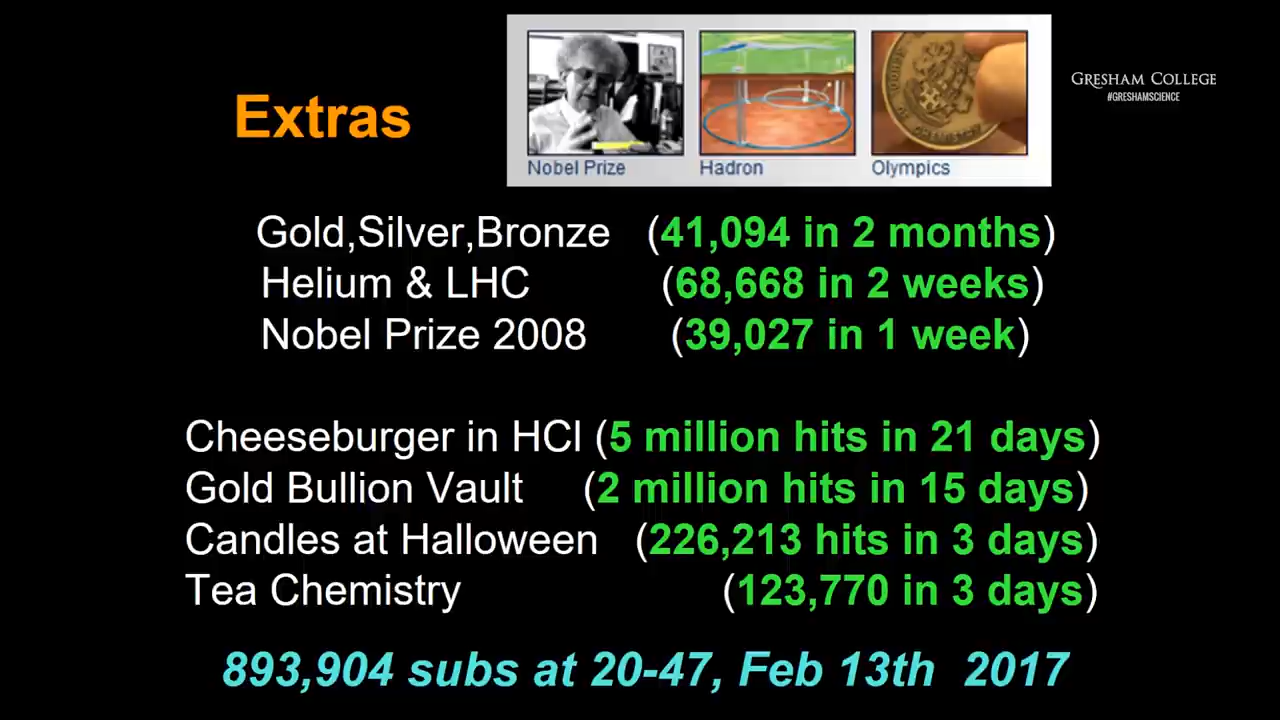 Extras
Nobel Prize
Hadron
Olympics
GRESHAM COLLEGE
#GRESHAMSCIENCE
Gold,Silver,Bronze (41,094 in 2 months)
Helium & LHC (68,668 in 2 weeks)
Nobel Prize 2008 (39,027 in 1 week)
Cheeseburger in HCl (5 million hits in 21 days)
Gold Bullion Vault (2 million hits in 15 days)
Candles at Halloween (226,213 hits in 3 days)
Tea Chemistry (123,770 in 3 days)
893,904 subs at 20-47, Feb 13th 2017